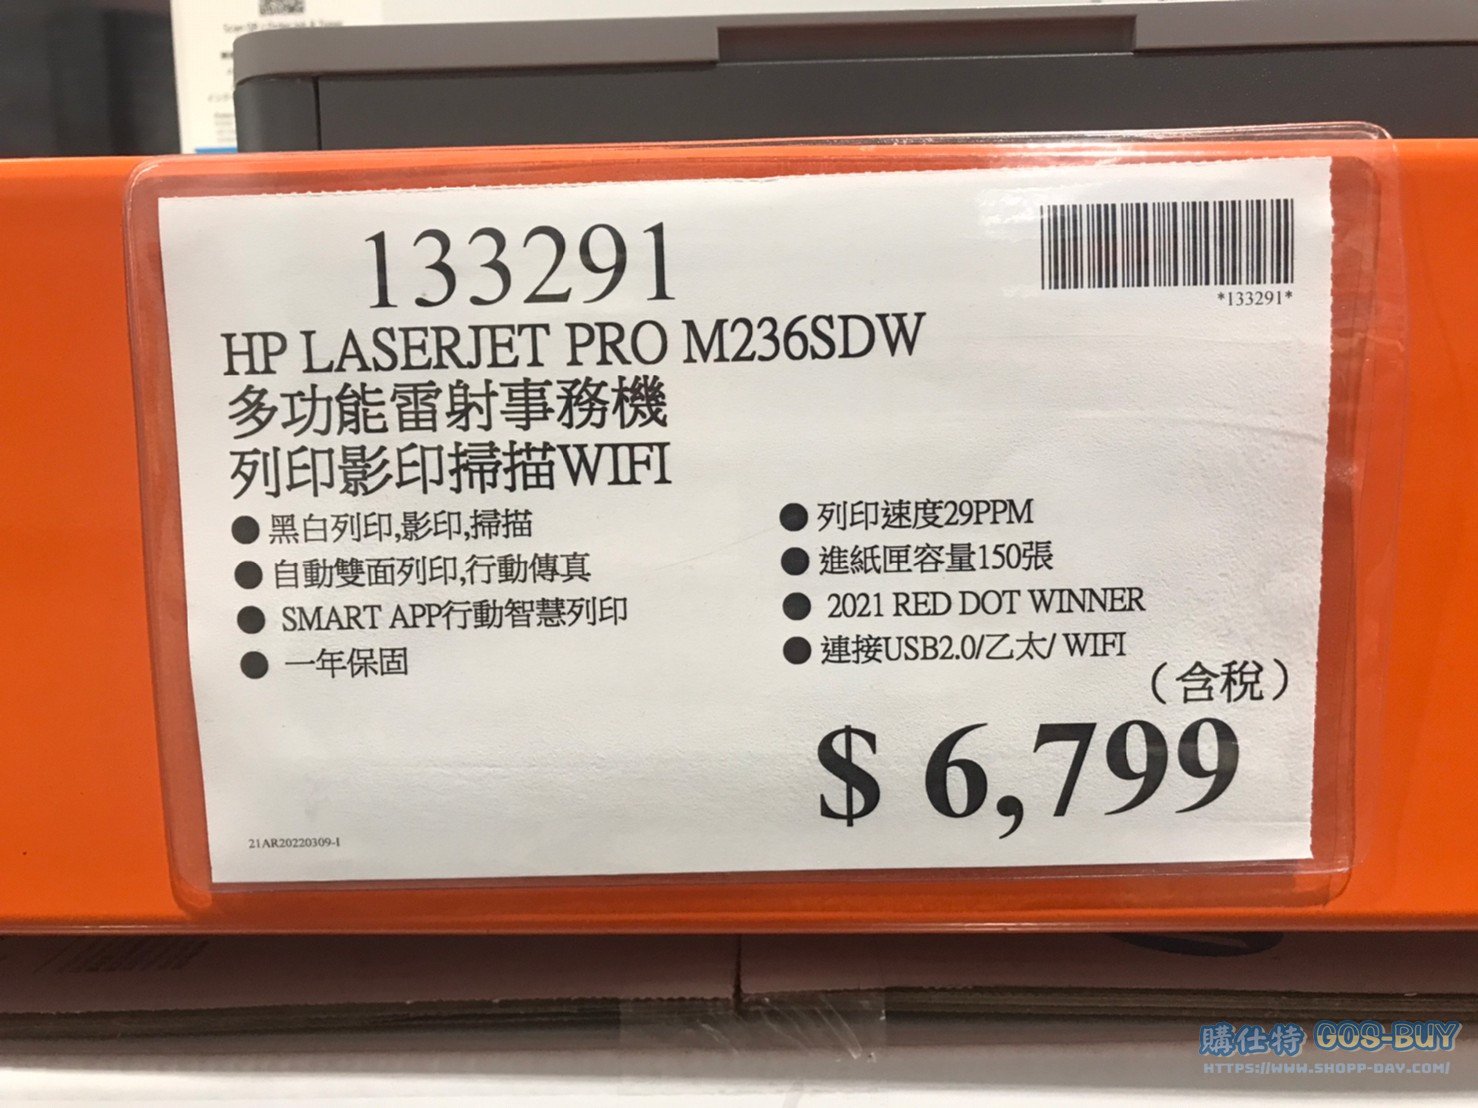 133291
*133291*
HP LASERJET PRO M236SDW
多功能雷射事務機
列印影印掃描WIFI
● 黑白列印,影印,掃描
● 自動雙面列印,行動傳真
● SMART APP行動智慧列印
● 一年保固
● 列印速度29PPM
● 進紙匣容量150張
● 2021 RED DOT WINNER
● 連接USB2.0/乙太/ WIFI
（含稅）
$ 6,799
21AR20220309-I
購仕特 GOS-BUY
HTTPS://WWW.SHOPP-DAY.COM/